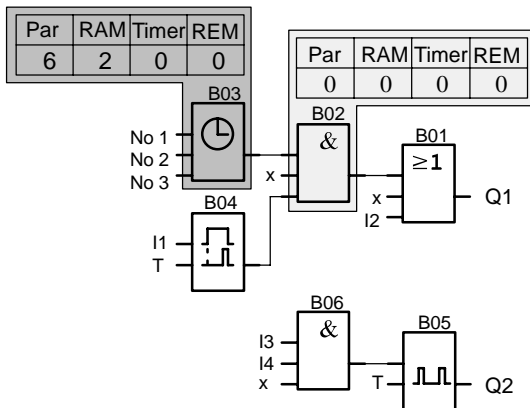 Par RAM Timer REM
6 2 0 0
Par RAM Timer REM
0 0 0 0
B03
No 1
No 2
No 3
B02
&
x
B01
≥1
x
I2
Q1
B04
I1
T
B06
&
I3
I4
x
B05
T
Q2